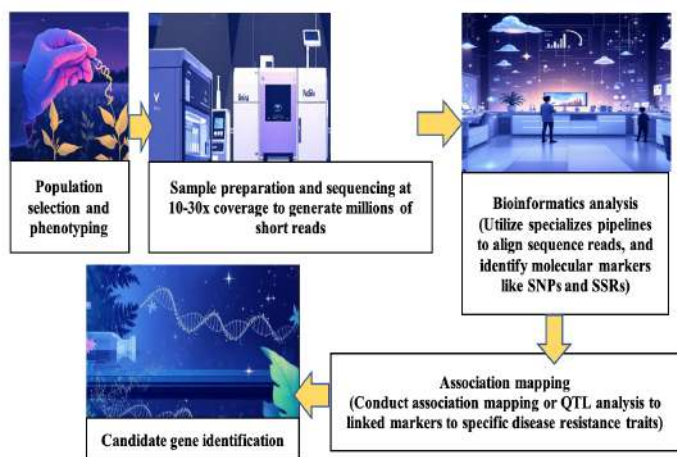 Population
selection and
phenotyping
Sample preparation and sequencing at
10-30x coverage to generate millions of
short reads
Bioinformatics analysis
(Utilize specializes pipelines
to align sequence reads, and
identify molecular markers
like SNPs and SSRs)
Association mapping
(Conduct association mapping or QTL analysis to
linked markers to specific disease resistance traits)
Candidate gene identification